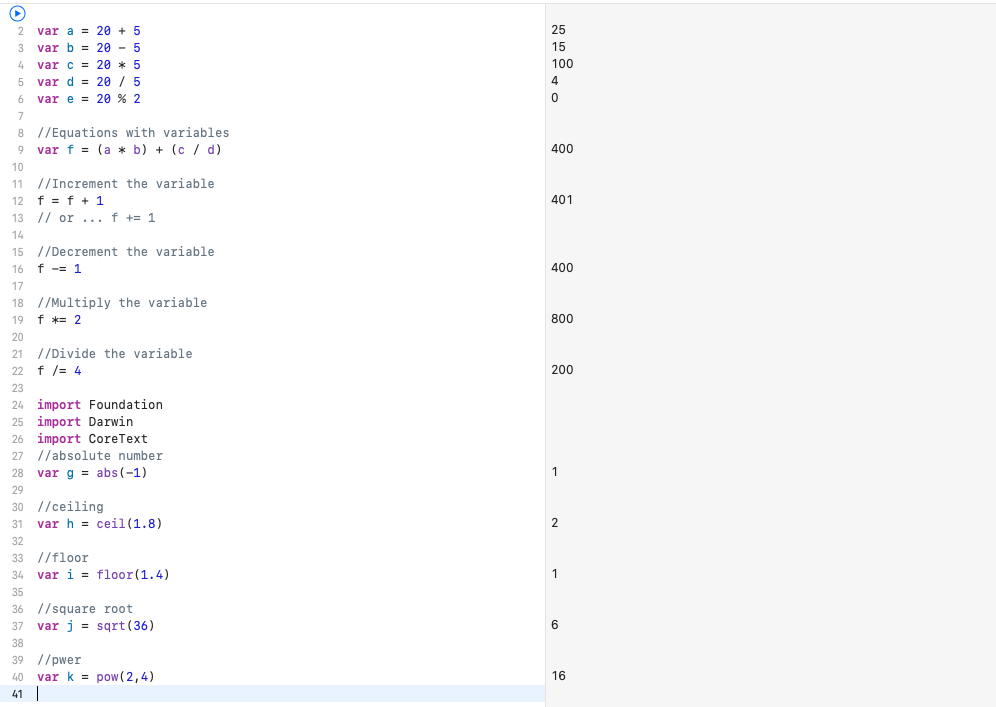 2 var a = 20 + 5 25
3 var b = 20 - 5 15
4 var c = 20 * 5 100
5 var d = 20 / 5 4
6 var e = 20 % 2 0
7
8 //Equations with variables
9 var f = (a * b) + (c / d) 400
10
11 //Increment the variable
12 f = f + 1 401
13 // or ... f += 1
14
15 //Decrement the variable
16 f -= 1 400
17
18 //Multiply the variable
19 f *= 2 800
20
21 //Divide the variable
22 f /= 4 200
23
24 import Foundation
25 import Darwin
26 import CoreText
27 //absolute number
28 var g = abs(-1) 1
29
30 //ceiling
31 var h = ceil(1.8) 2
32
33 //floor
34 var i = floor(1.4) 1
35
36 //square root
37 var j = sqrt(36) 6
38
39 //pwer
40 var k = pow(2,4) 16
41